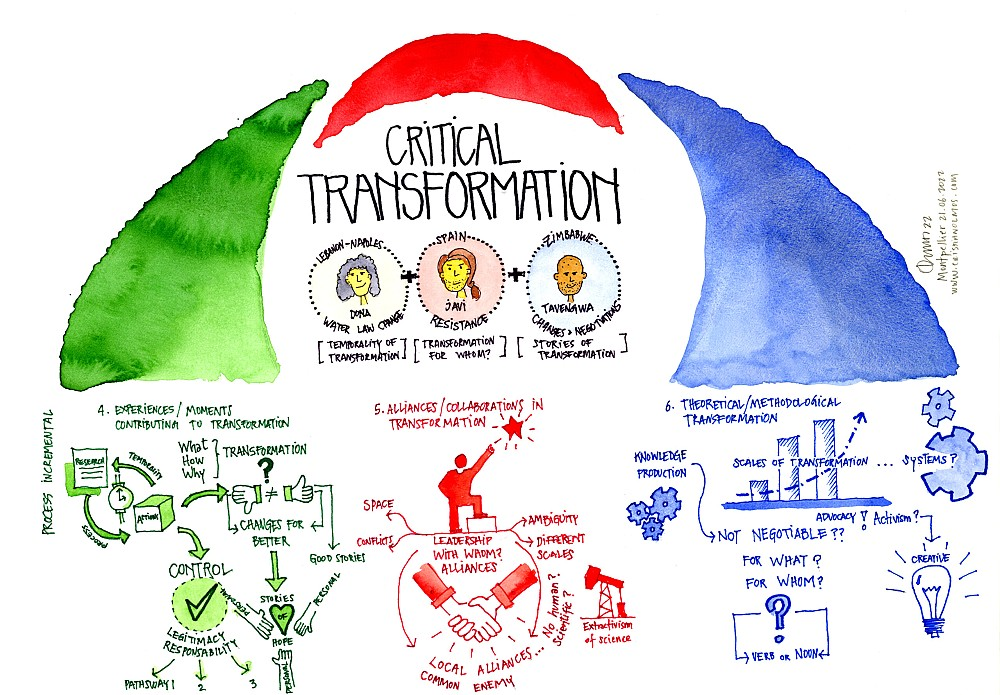 CRITICAL
TRANSFORMATION
LEBANON-NAPLES
DONA
WATER LAW CHANGE
[TEMPORALITY OF
TRANSFORMATION]
+
SPAIN
JAVI
RESISTANCE
[TRANSFORMATION
FOR WHOM?]
+
ZIMBABWE
TAVENGWA
CHANGES > NEGOTIATIONS
[STORIES OF
TRANSFORMATION]
Montpellier 21.06.2022
PROCESS INCREMENTAL
4. EXPERIENCES/MOMENTS
CONTRIBUTING TO TRANSFORMATION
RESEARCH
TEMPORALITY
ACTIONS
PROCESS
What
How
Why
TRANSFORMATION
?
≠
CHANGES FOR
BETTER
GOOD STORIES
CONTROL
LEGITIMACY
RESPONSABILITY
PATHWAY 1
2
3
STORIES
OF
HOPE
PERSONAL
PERSONAL
PERSONAL
5. ALLIANCES/COLLABORATIONS IN
TRANSFORMATION
SPACE
CONFLICTS
AMBIGUITY
DIFFERENT
SCALES
LEADERSHIP
WITH WHOM?
ALLIANCES
LOCAL ALLIANCES...
COMMON ENEMY
No human?
scientific?
Extractivism
of science
6. THEORETICAL/METHODOLOGICAL
TRANSFORMATION
KNOWLEDGE
PRODUCTION
SCALES OF TRANSFORMATION ... SYSTEMS?
ADVOCACY ! Activism?
NOT NEGOTIABLE??
FOR WHAT?
FOR WHOM?
?
VERB OR NOUN
CREATIVE